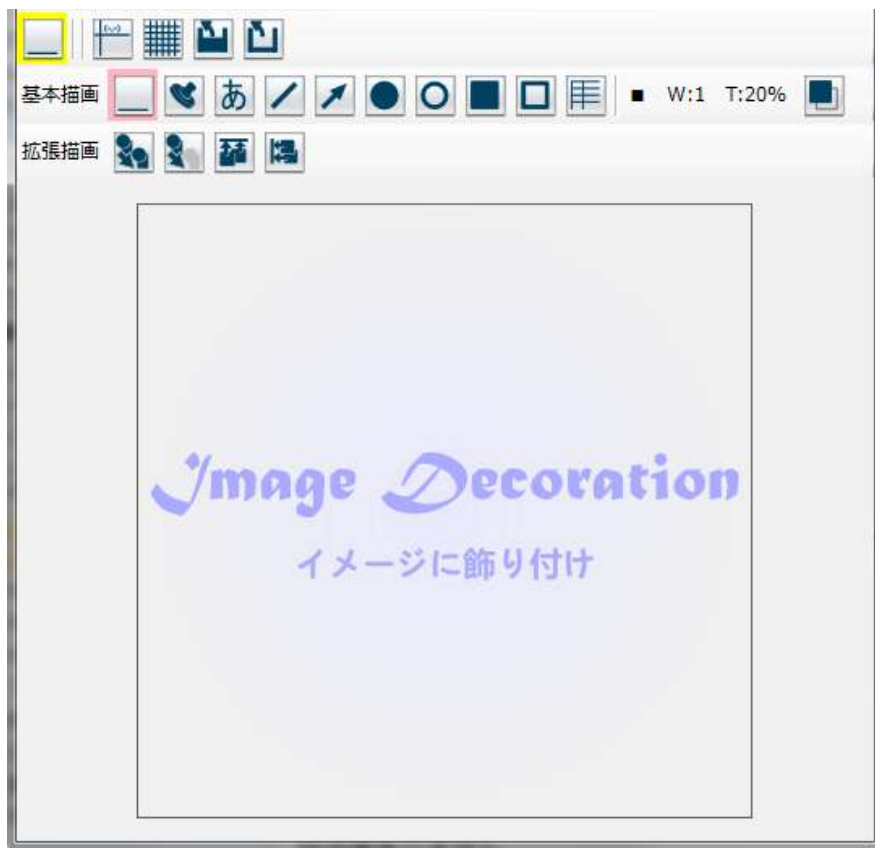 (x,y)
基本描画 あ W:1 T:20%
拡張描画
Image Decoration
イメージに飾り付け